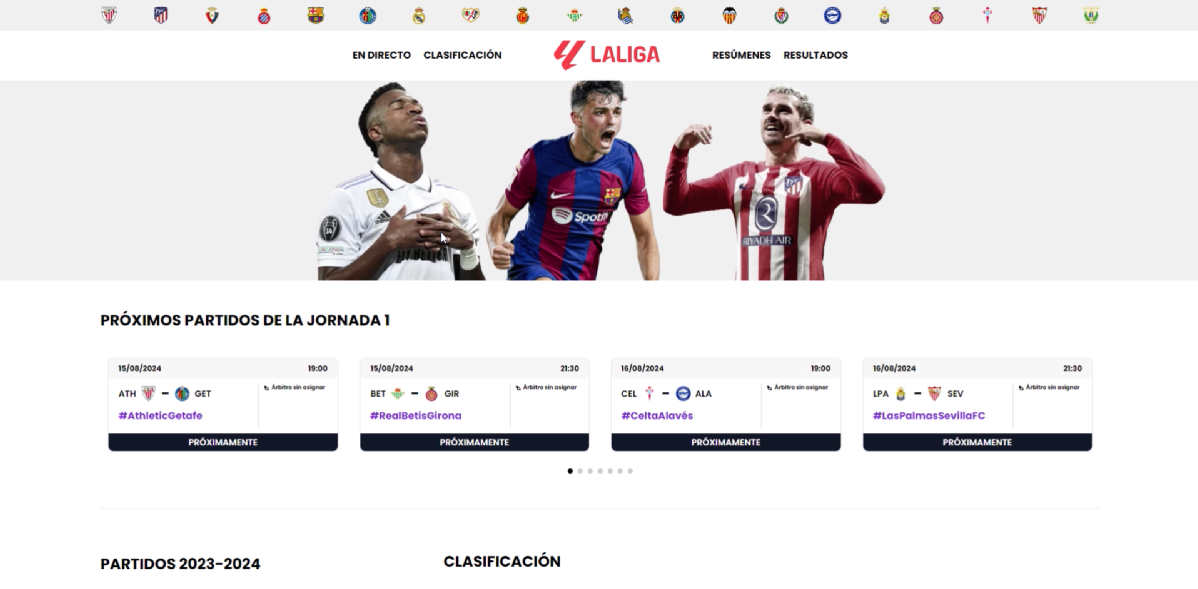 EN DIRECTO CLASIFICACIÓN LALIGA RESÚMENES RESULTADOS
Spotify
RIYADH AIR
PRÓXIMOS PARTIDOS DE LA JORNADA 1
15/08/2024 19:00
ATH - GET
Árbitro sin asignar
#AthleticGetafe
PRÓXIMAMENTE
15/08/2024 21:30
BET - GIR
Árbitro sin asignar
#RealBetisGirona
PRÓXIMAMENTE
16/08/2024 19:00
CEL - ALA
Árbitro sin asignar
#CeltaAlavés
PRÓXIMAMENTE
16/08/2024 21:30
LPA - SEV
Árbitro sin asignar
#LasPalmasSevillaFC
PRÓXIMAMENTE
PARTIDOS 2023-2024
CLASIFICACIÓN